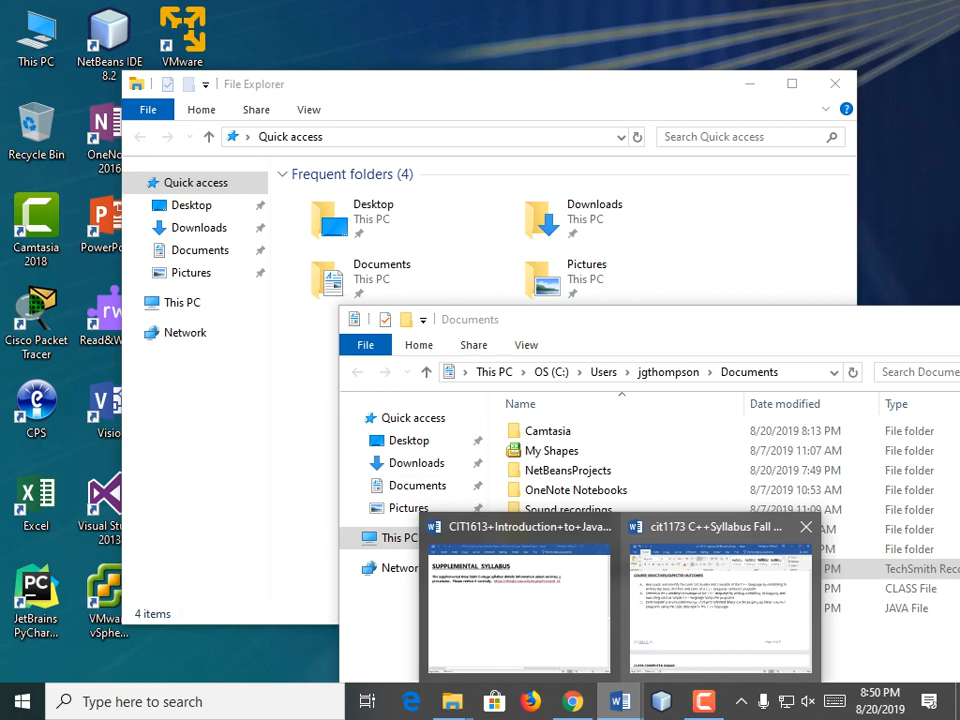 This PC
NetBeans IDE
8.2
VMware
Recycle Bin
2016
Camtasia
2018
Cisco Packet
Tracer
CPS
Visio
Excel
2013
JetBrains
PyChar...
VMwa
vSphe...
File Explorer
File
Home
Share
View
Quick access
Search Quick access
Quick access
Desktop
Downloads
Documents
Pictures
This PC
Network
Frequent folders (4)
Desktop
This PC
Downloads
This PC
Documents
This PC
Pictures
This PC
4 items
Documents
File
Home
Share
View
This PC
OS (C:)
Users
jgthompson
Documents
Search Docume
Quick access
Desktop
Downloads
Documents
Pictures
This PC
Networ
Name
Date modified
Type
Camtasia
8/20/2019 8:13 PM
File folder
My Shapes
8/7/2019 11:07 AM
File folder
NetBeansProjects
8/20/2019 7:49 PM
File folder
OneNote Notebooks
8/7/2019 10:53 AM
File folder
Sound recordings
8/7/2019 11:09 AM
File folder
PM
TechSmith Reco
PM
CLASS File
PM
JAVA File
CIT1613+Introduction+to+Java...
cit1173 C++Syllabus Fall ...
SUPPLEMENTAL SYLLABUS
Type here to search
8:50 PM
8/20/2019